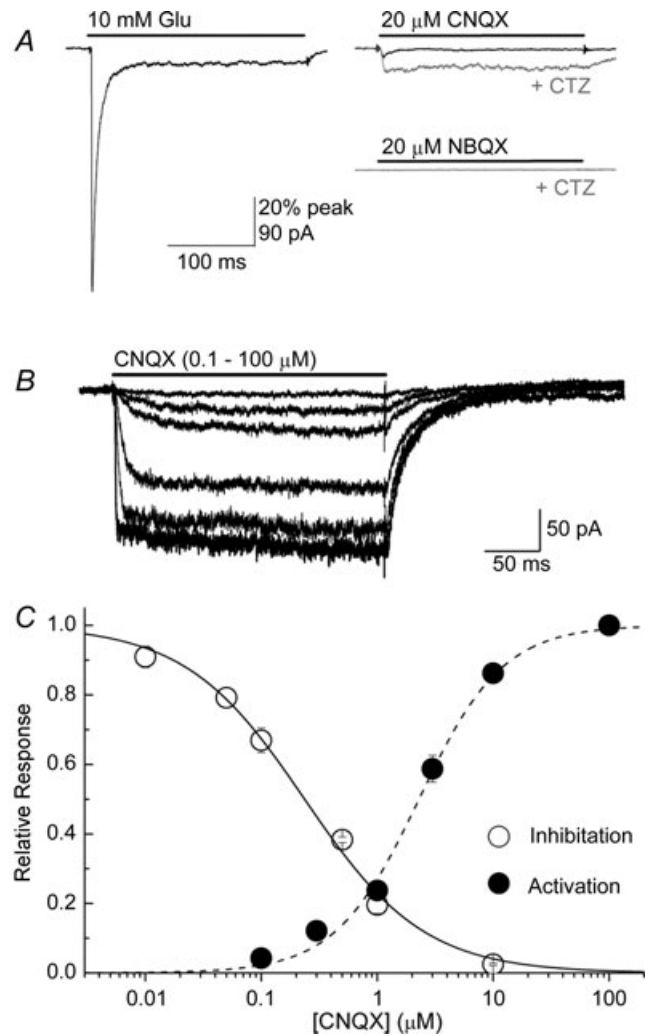 A
10 mM Glu
20 μM CNQX
+ CTZ
20 μM NBQX
+ CTZ
20% peak
90 pA
100 ms
B
CNQX (0.1 - 100 μM)
50 pA
50 ms
C
1.0
0.8
0.6
0.4
0.2
0.0
Relative Response
Inhibitation
Activation
0.01 0.1 1 10 100
[CNQX] (μM)